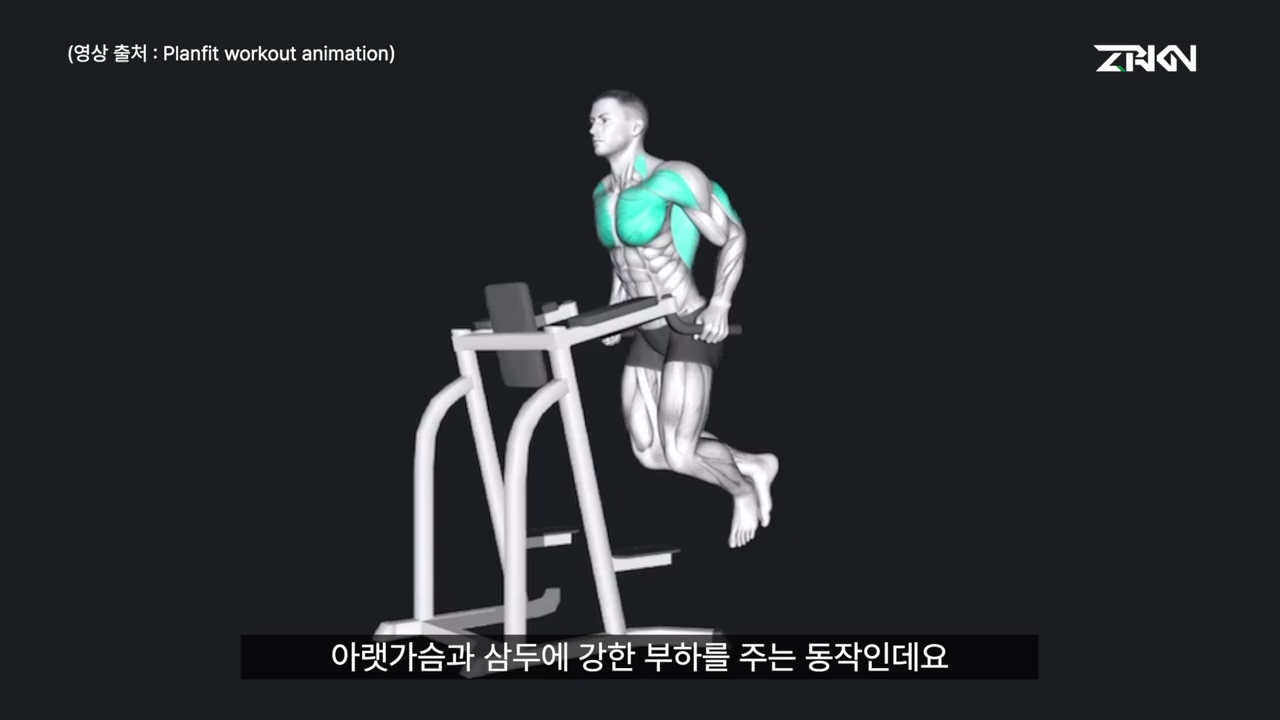 (영상 출처 : Planfit workout animation)
ZRKN
아랫가슴과 삼두에 강한 부하를 주는 동작인데요